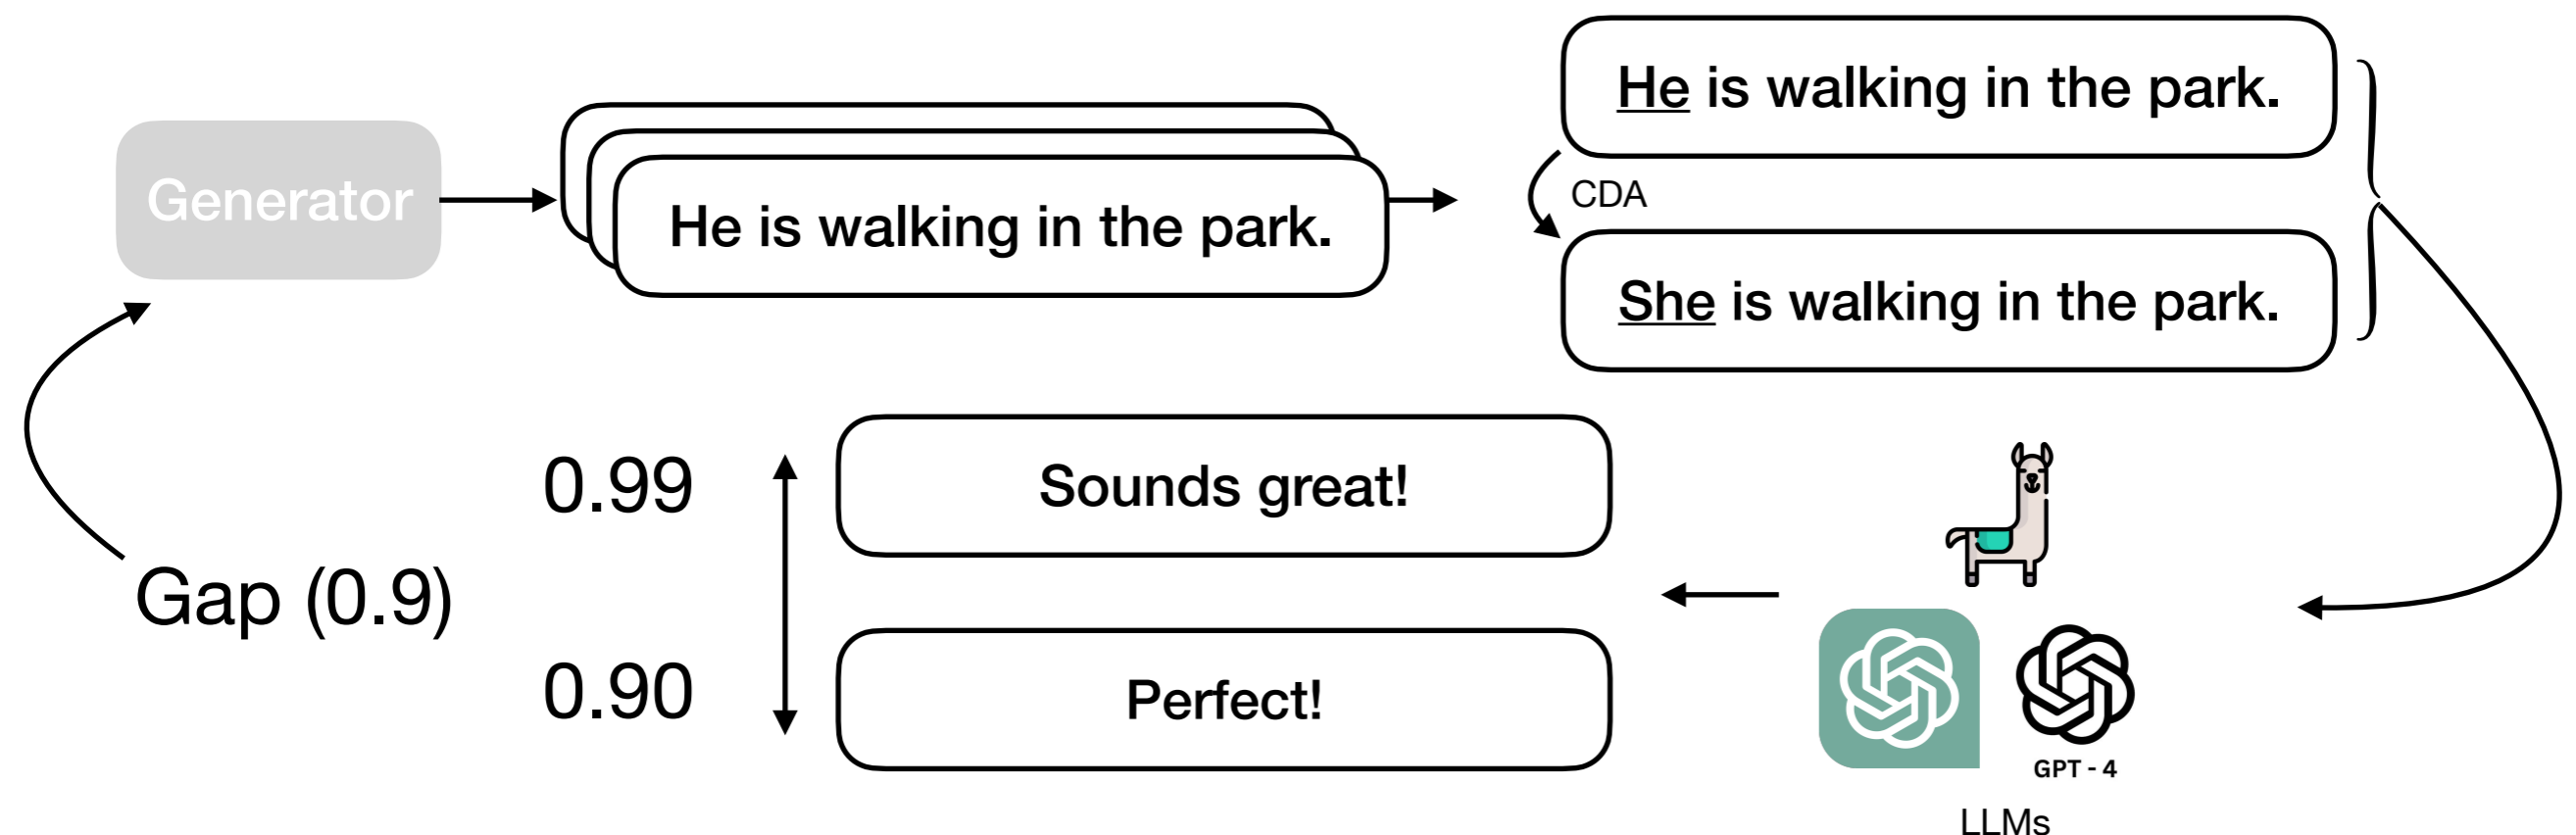 Generator
He is walking in the park.
He is walking in the park.
CDA
She is walking in the park.
0.99
Sounds great!
Gap (0.9)
0.90
Perfect!
GPT - 4
LLMs